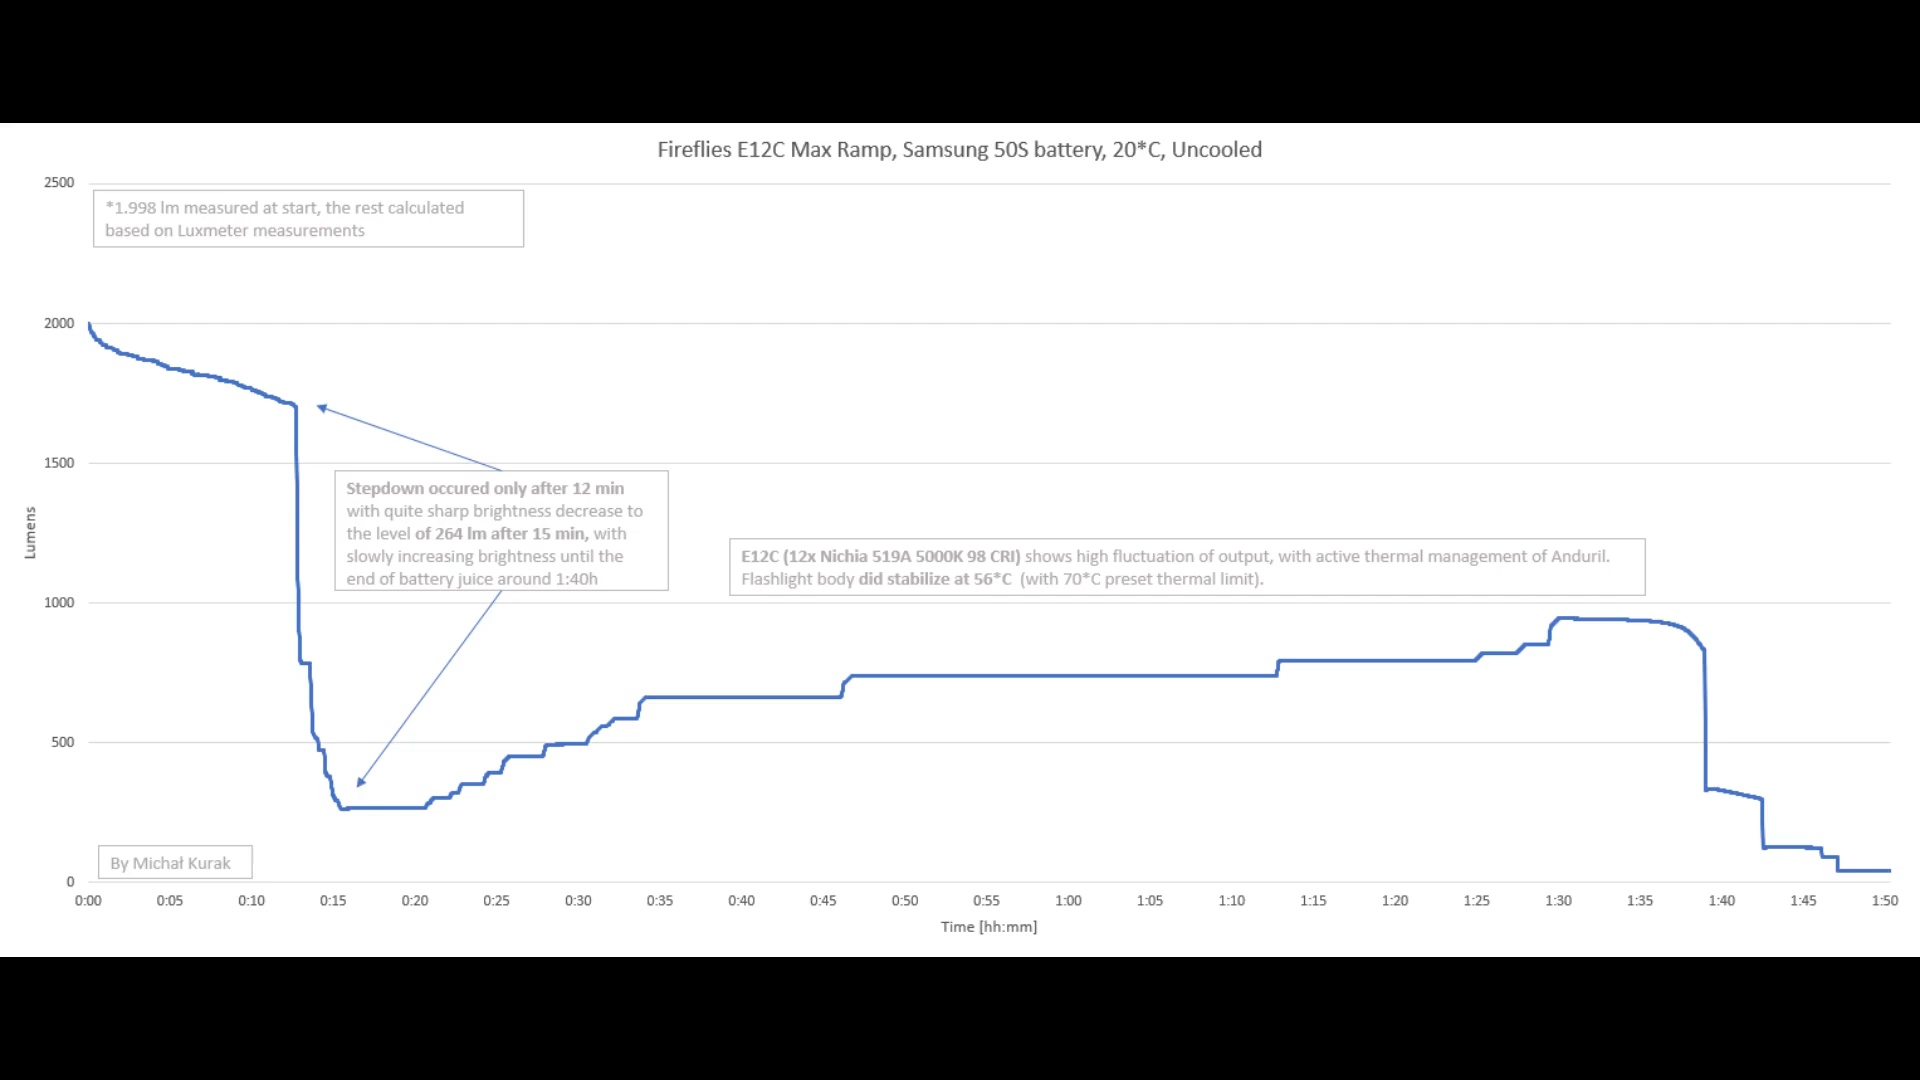 Fireflies E12C Max Ramp, Samsung 50S battery, 20*C, Uncooled
2500
*1.998 lm measured at start, the rest calculated
based on Luxmeter measurements
2000
1500
Stepdown occured only after 12 min
with quite sharp brightness decrease to
the level of 264 lm after 15 min, with
slowly increasing brightness until the
end of battery juice around 1:40h
Lumens
E12C (12x Nichia 519A 5000K 98 CRI) shows high fluctuation of output, with active thermal management of Anduril.
Flashlight body did stabilize at 56*C (with 70*C preset thermal limit).
1000
500
By Michał Kurak
0
0:00 0:05 0:10 0:15 0:20 0:25 0:30 0:35 0:40 0:45 0:50 0:55 1:00 1:05 1:10 1:15 1:20 1:25 1:30 1:35 1:40 1:45 1:50
Time [hh:mm]